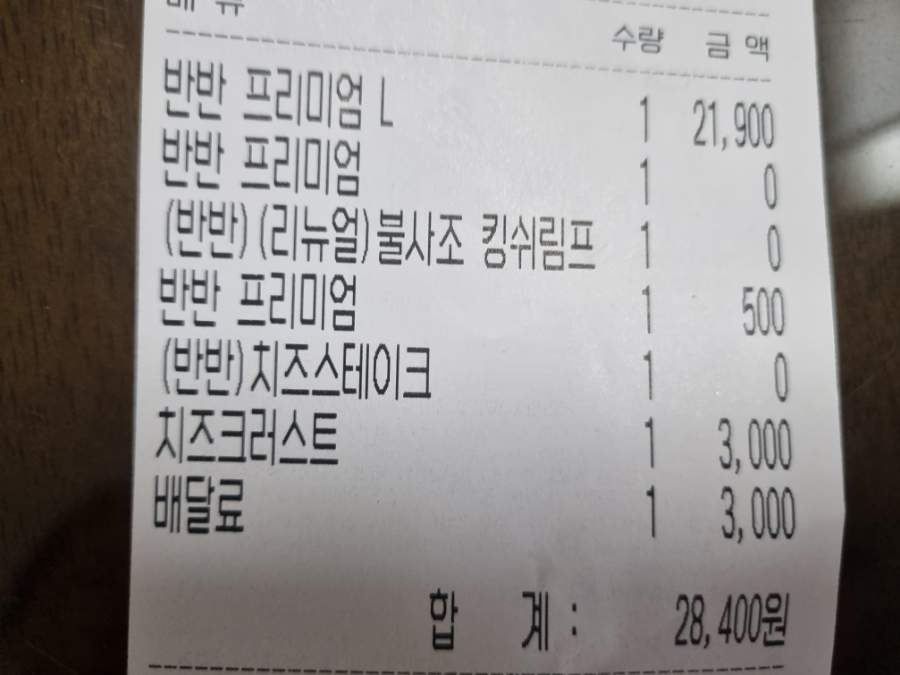 수량 금 액
반반 프리미엄 L 1 21,900
반반 프리미엄 1 0
(반반) (리뉴얼)불사조 킹쉬림프 1 0
반반 프리미엄 1 500
(반반)치즈스테이크 1 0
치즈크러스트 1 3,000
배달료 1 3,000
합 계 : 28,400원